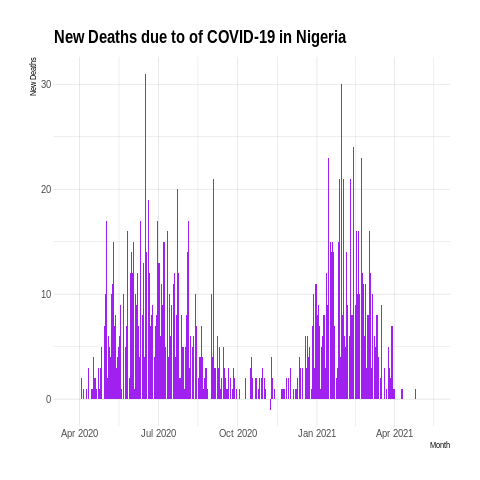 New Deaths due to of COVID-19 in Nigeria
New Deaths
30
20
10
0
Apr 2020 Jul 2020 Oct 2020 Jan 2021 Apr 2021
Month